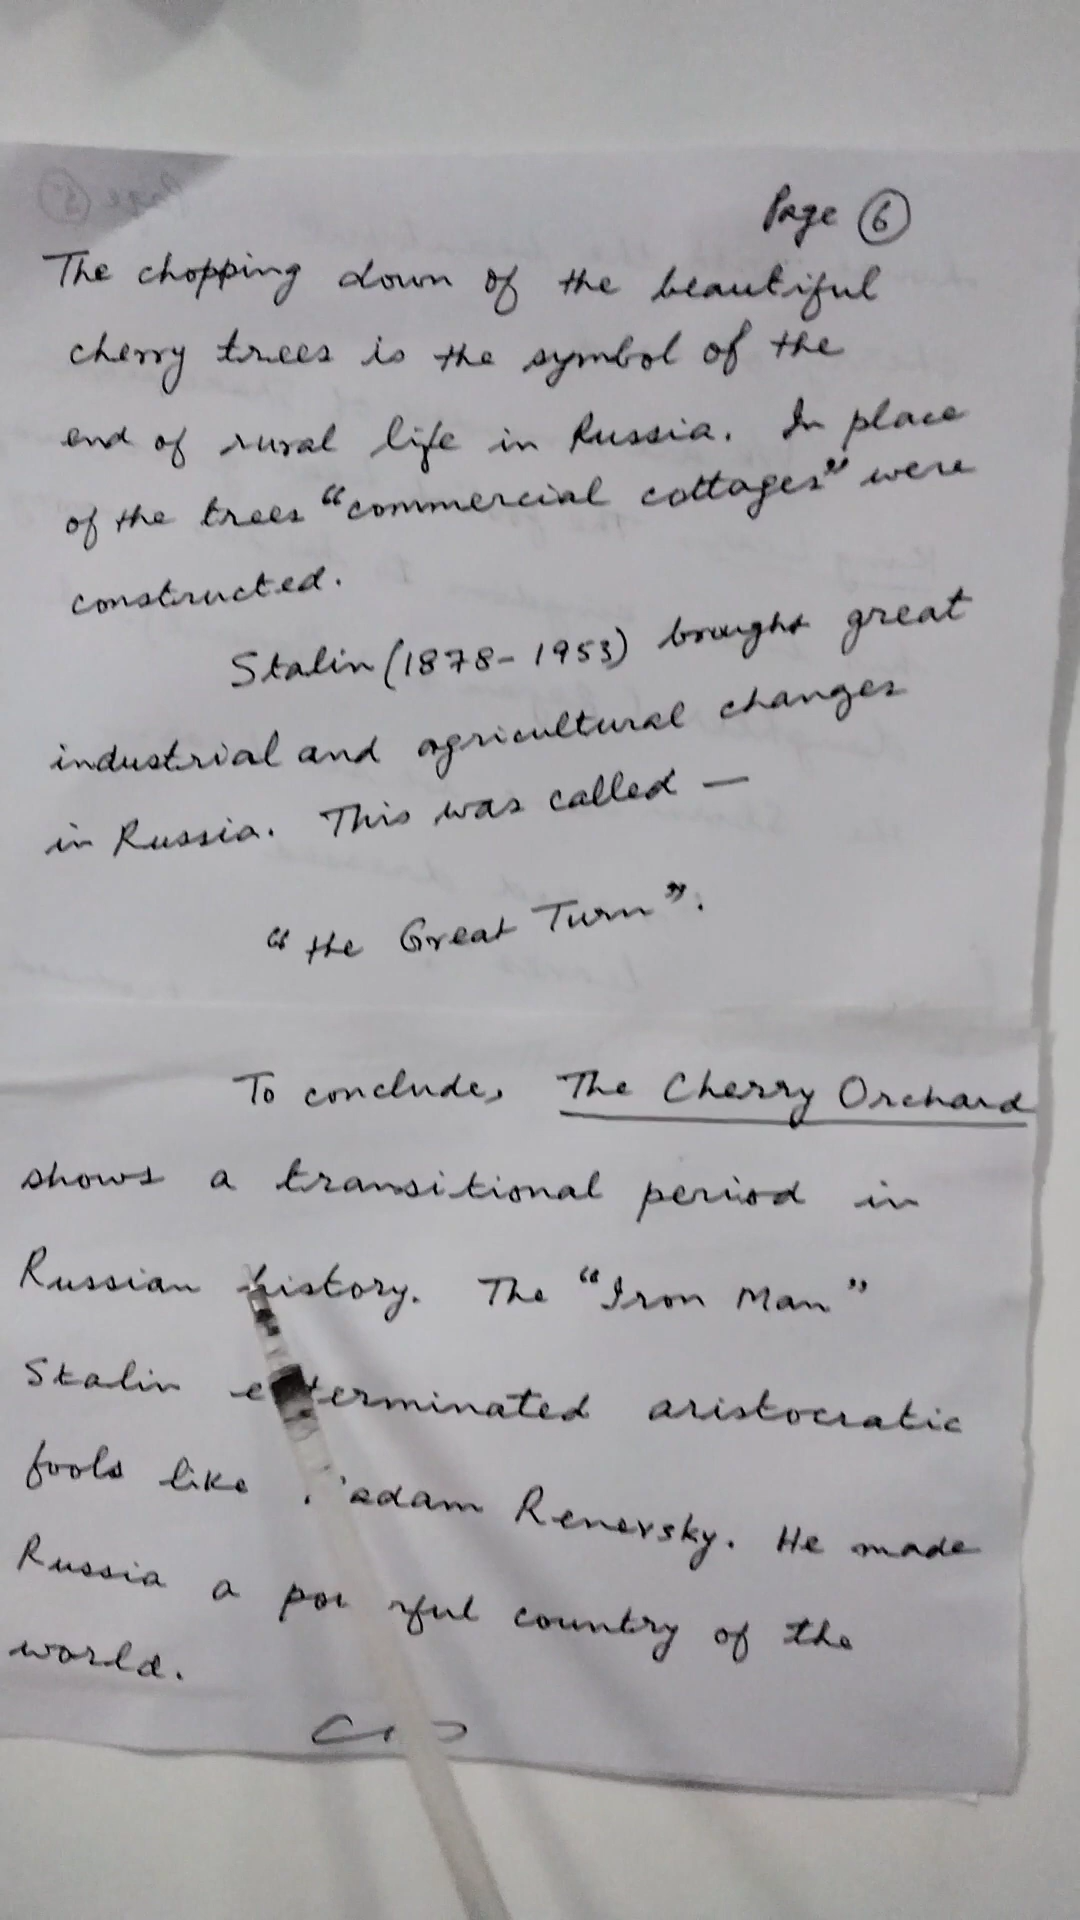 Page 6
The chopping down of the beautiful
cherry trees is the symbol of the
end of rural life in Russia. In place
of the trees "commercial cottages" were
constructed.
Stalin (1878-1953) brought great
industrial and agricultural changes
in Russia. This was called —
"the Great Turn".
To conclude, The Cherry Orchard
shows a transitional period in
Russian history. The "Iron Man"
Stalin exterminated aristocratic
fools like Madam Renevsky. He made
Russia a powerful country of the
world.